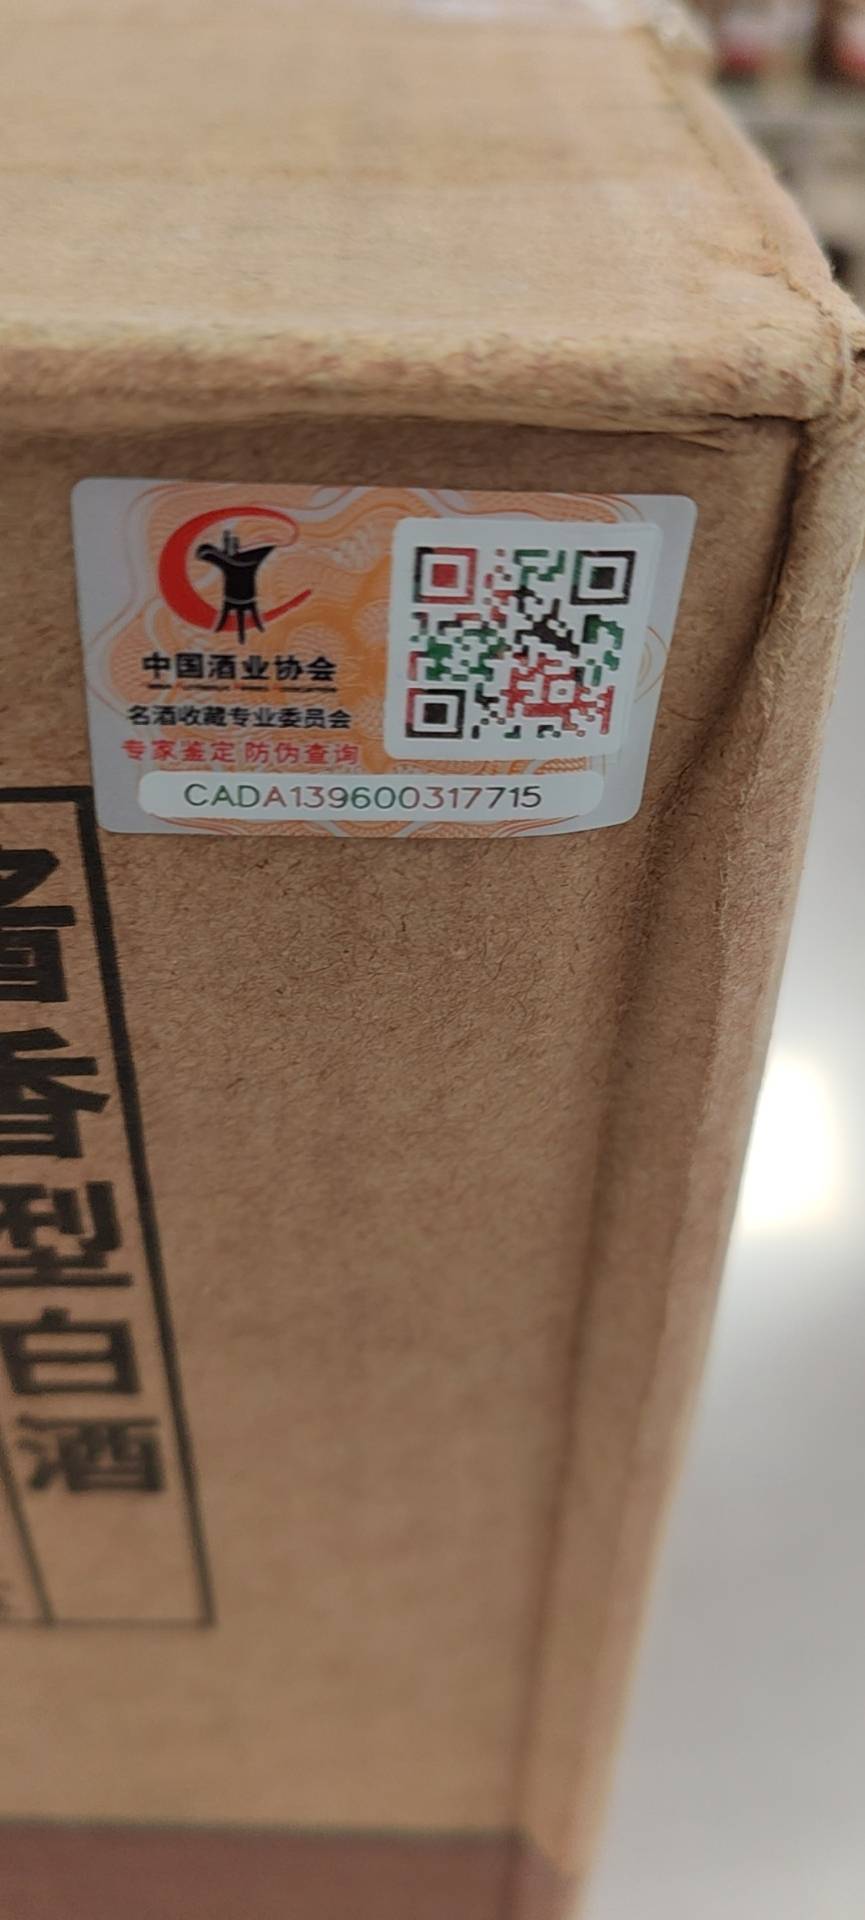 中国酒业协会
名酒收藏专业委员会
专家鉴定 防伪查询
CADA139600317715
香型白酒